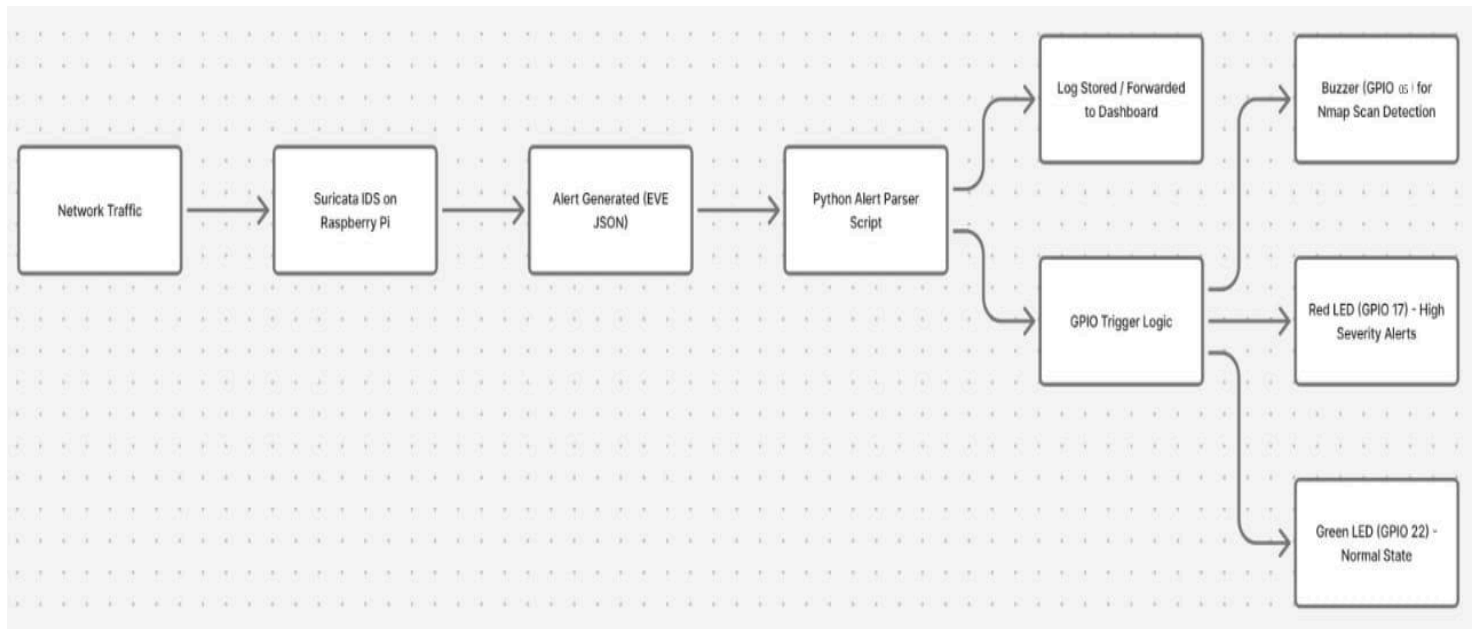 Network Traffic
Suricata IDS on
Raspberry Pi
Alert Generated (EVE
JSON)
Python Alert Parser
Script
Log Stored / Forwarded
to Dashboard
GPIO Trigger Logic
Buzzer (GPIO 05 ) for
Nmap Scan Detection
Red LED (GPIO 17) - High
Severity Alerts
Green LED (GPIO 22) -
Normal State